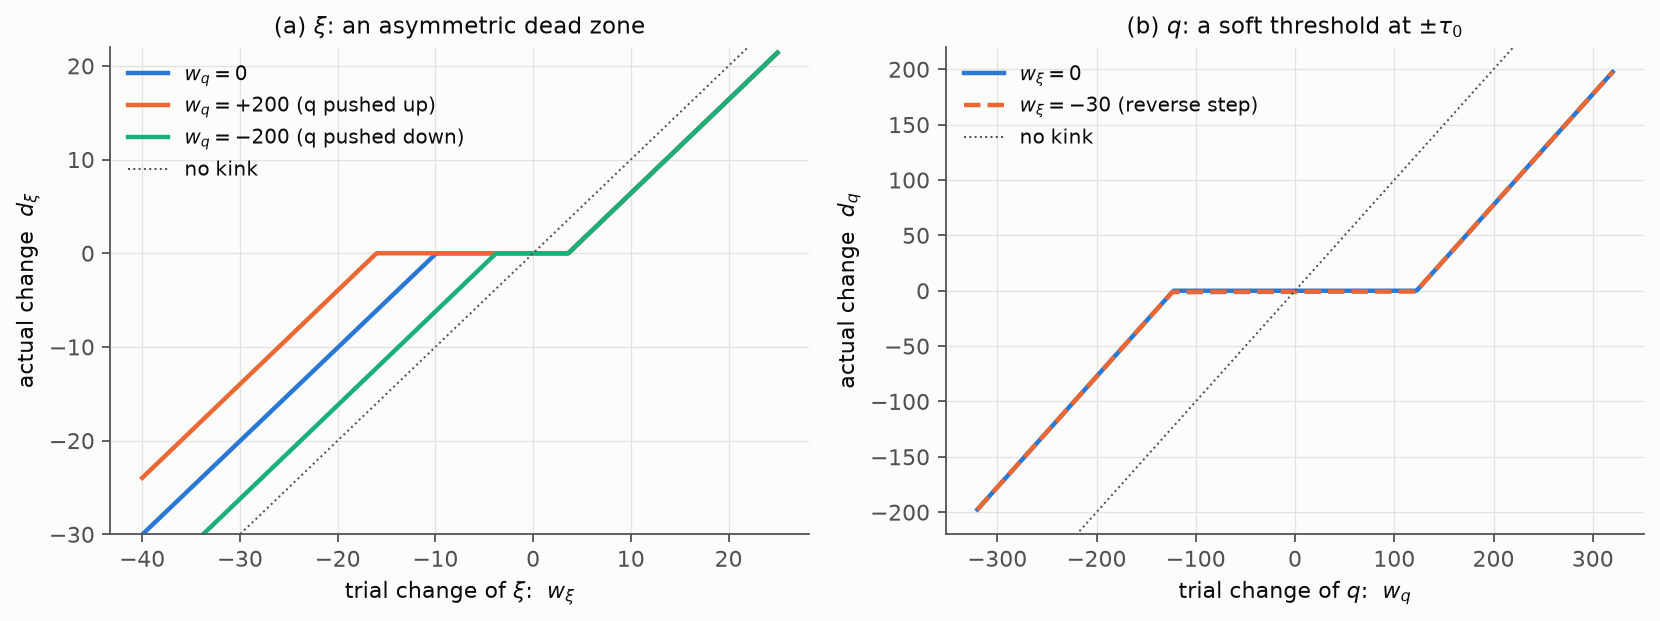 (a) ξ: an asymmetric dead zone
w_q = 0
w_q = +200 (q pushed up)
w_q = −200 (q pushed down)
no kink
actual change d_ξ
20
10
0
−10
−20
−30
−40
−30
−20
−10
0
10
20
trial change of ξ: w_ξ
(b) q: a soft threshold at ±τ₀
w_ξ = 0
w_ξ = −30 (reverse step)
no kink
actual change d_q
200
150
100
50
0
−50
−100
−150
−200
−300
−200
−100
0
100
200
300
trial change of q: w_q